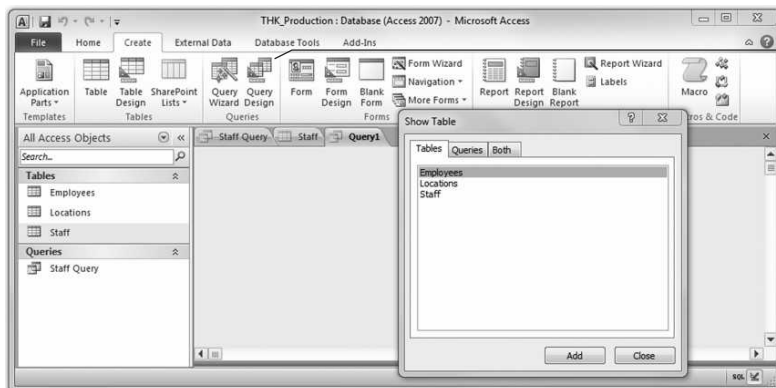 THK_Production : Database (Access 2007) - Microsoft Access
File Home Create External Data Database Tools Add-Ins
Application Parts
Table
Table Design
SharePoint Lists
Query Wizard
Query Design
Form
Form Design
Blank Form
Form Wizard
Navigation
More Forms
Report
Report Design
Blank Report
Report Wizard
Labels
Macro
Templates Tables Queries Forms ros & Code
All Access Objects
Search...
Tables
Employees
Locations
Staff
Queries
Staff Query
Staff Query Staff Query1
Show Table
Tables Queries Both
Employees
Locations
Staff
Add Close
SQL